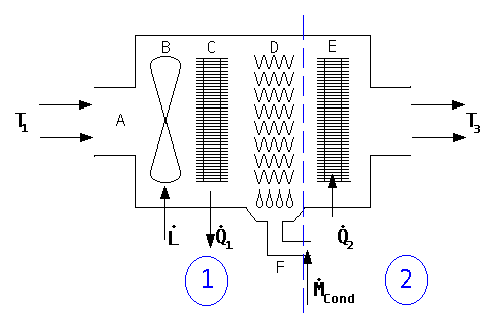 B C D E
T1 A T3
L̇ Q̇1 Q̇2
F
1 2
ṀCond